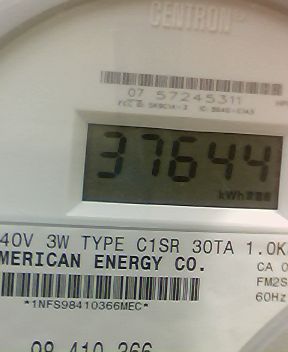 CENTRON
07 57245311
37644
kWh
40V 3W TYPE C1SR 30TA 1.0K
MERICAN ENERGY CO.
CA 0
FM2S
60Hz
*1NFS98410366MEC*
98 410 366